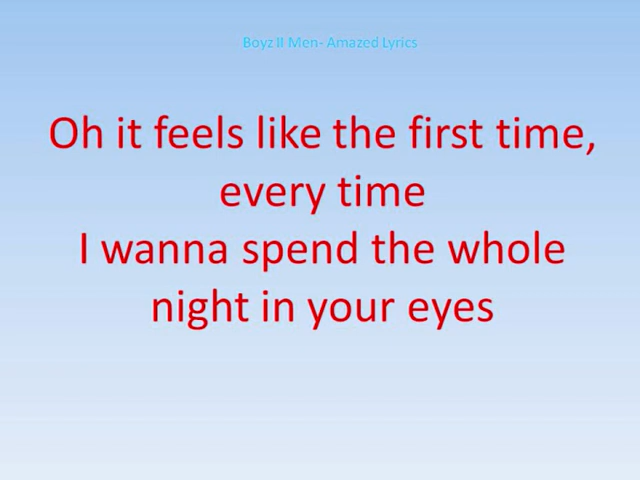 Boyz II Men- Amazed Lyrics
Oh it feels like the first time,
every time
I wanna spend the whole
night in your eyes